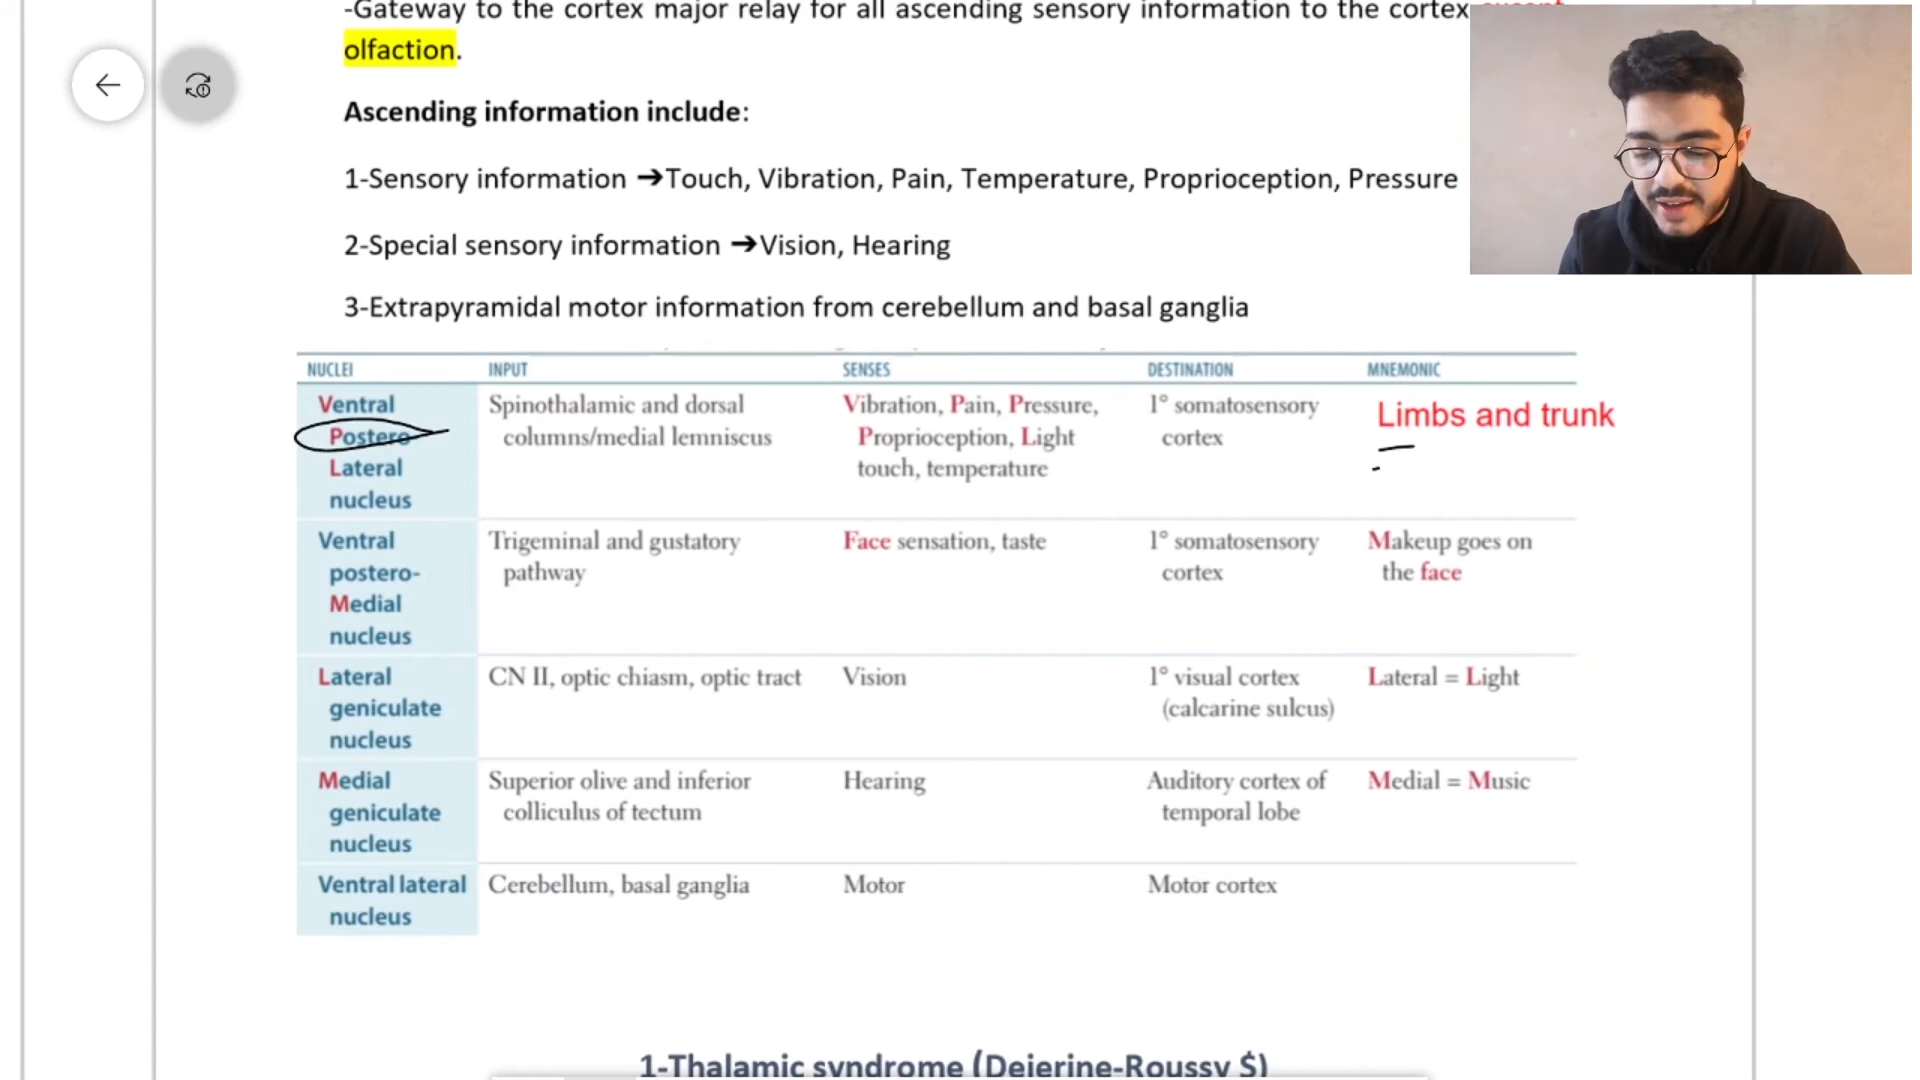 -Gateway to the cortex major relay for all ascending sensory information to the cortex except
olfaction.
Ascending information include:
1-Sensory information ➔Touch, Vibration, Pain, Temperature, Proprioception, Pressure
2-Special sensory information ➔Vision, Hearing
3-Extrapyramidal motor information from cerebellum and basal ganglia
NUCLEI INPUT SENSES DESTINATION MNEMONIC
Ventral
Postero-
Lateral
nucleus
Spinothalamic and dorsal
columns/medial lemniscus
Vibration, Pain, Pressure,
Proprioception, Light
touch, temperature
1° somatosensory
cortex
Limbs and trunk
Ventral
postero-
Medial
nucleus
Trigeminal and gustatory
pathway
Face sensation, taste
1° somatosensory
cortex
Makeup goes on
the face
Lateral
geniculate
nucleus
CN II, optic chiasm, optic tract
Vision
1° visual cortex
(calcarine sulcus)
Lateral = Light
Medial
geniculate
nucleus
Superior olive and inferior
colliculus of tectum
Hearing
Auditory cortex of
temporal lobe
Medial = Music
Ventral lateral
nucleus
Cerebellum, basal ganglia
Motor
Motor cortex
1-Thalamic syndrome (Dejerine-Roussy $)